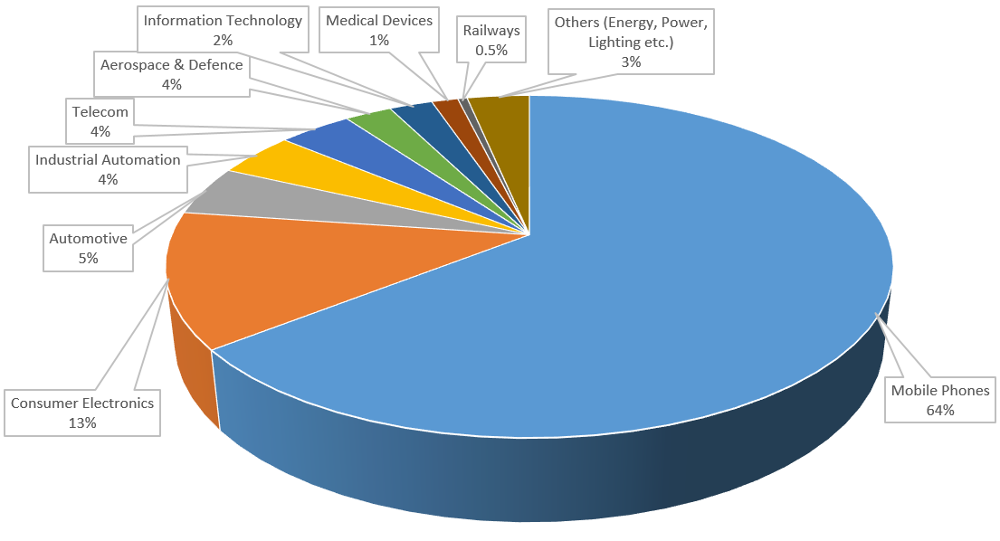 Information Technology
2%
Medical Devices
1%
Railways
0.5%
Others (Energy, Power,
Lighting etc.)
3%
Aerospace & Defence
4%
Telecom
4%
Industrial Automation
4%
Automotive
5%
Consumer Electronics
13%
Mobile Phones
64%